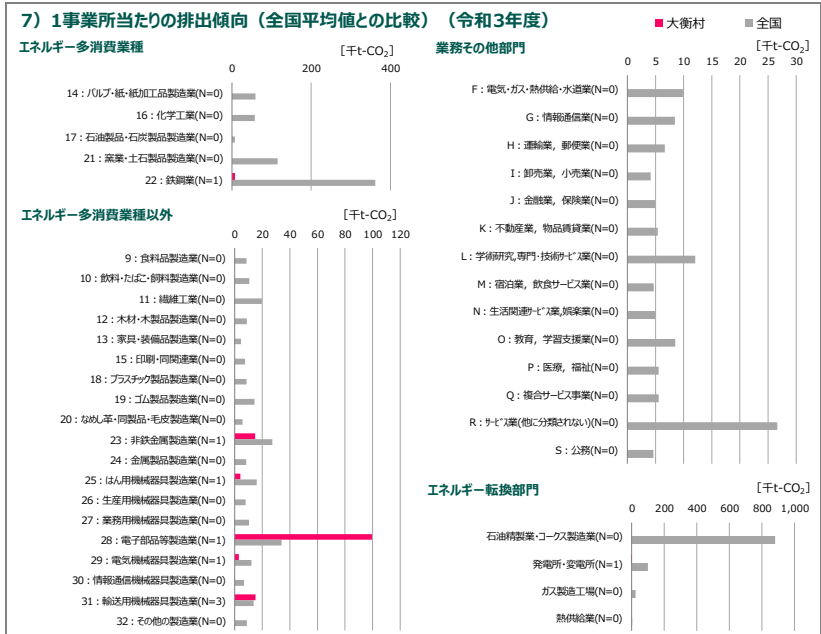 7）1事業所当たりの排出傾向（全国平均値との比較）（令和3年度）
■大衡村 ■全国
エネルギー多消費業種
[千t-CO₂]
0 200 400
14：パルプ・紙・紙加工品製造業(N=0)
16：化学工業(N=0)
17：石油製品・石炭製品製造業(N=0)
21：窯業・土石製品製造業(N=0)
22：鉄鋼業(N=1)
エネルギー多消費業種以外
[千t-CO₂]
0 20 40 60 80 100 120
9：食料品製造業(N=0)
10：飲料・たばこ・飼料製造業(N=0)
11：繊維工業(N=0)
12：木材・木製品製造業(N=0)
13：家具・装備品製造業(N=0)
15：印刷・同関連業(N=0)
18：プラスチック製品製造業(N=0)
19：ゴム製品製造業(N=0)
20：なめし革・同製品・毛皮製造業(N=0)
23：非鉄金属製造業(N=1)
24：金属製品製造業(N=0)
25：はん用機械器具製造業(N=1)
26：生産用機械器具製造業(N=0)
27：業務用機械器具製造業(N=0)
28：電子部品等製造業(N=1)
29：電気機械器具製造業(N=1)
30：情報通信機械器具製造業(N=0)
31：輸送用機械器具製造業(N=3)
32：その他の製造業(N=0)
業務その他部門
[千t-CO₂]
0 5 10 15 20 25 30
F：電気・ガス・熱供給・水道業(N=0)
G：情報通信業(N=0)
H：運輸業，郵便業(N=0)
I：卸売業，小売業(N=0)
J：金融業，保険業(N=0)
K：不動産業，物品賃貸業(N=0)
L：学術研究,専門・技術ｻｰﾋﾞｽ業(N=0)
M：宿泊業，飲食サービス業(N=0)
N：生活関連ｻｰﾋﾞｽ業,娯楽業(N=0)
O：教育，学習支援業(N=0)
P：医療，福祉(N=0)
Q：複合サービス事業(N=0)
R：ｻｰﾋﾞｽ業(他に分類されない)(N=0)
S：公務(N=0)
エネルギー転換部門
[千t-CO₂]
0 200 400 600 800 1,000
石油精製業・コークス製造業(N=0)
発電所・変電所(N=1)
ガス製造工場(N=0)
熱供給業(N=0)